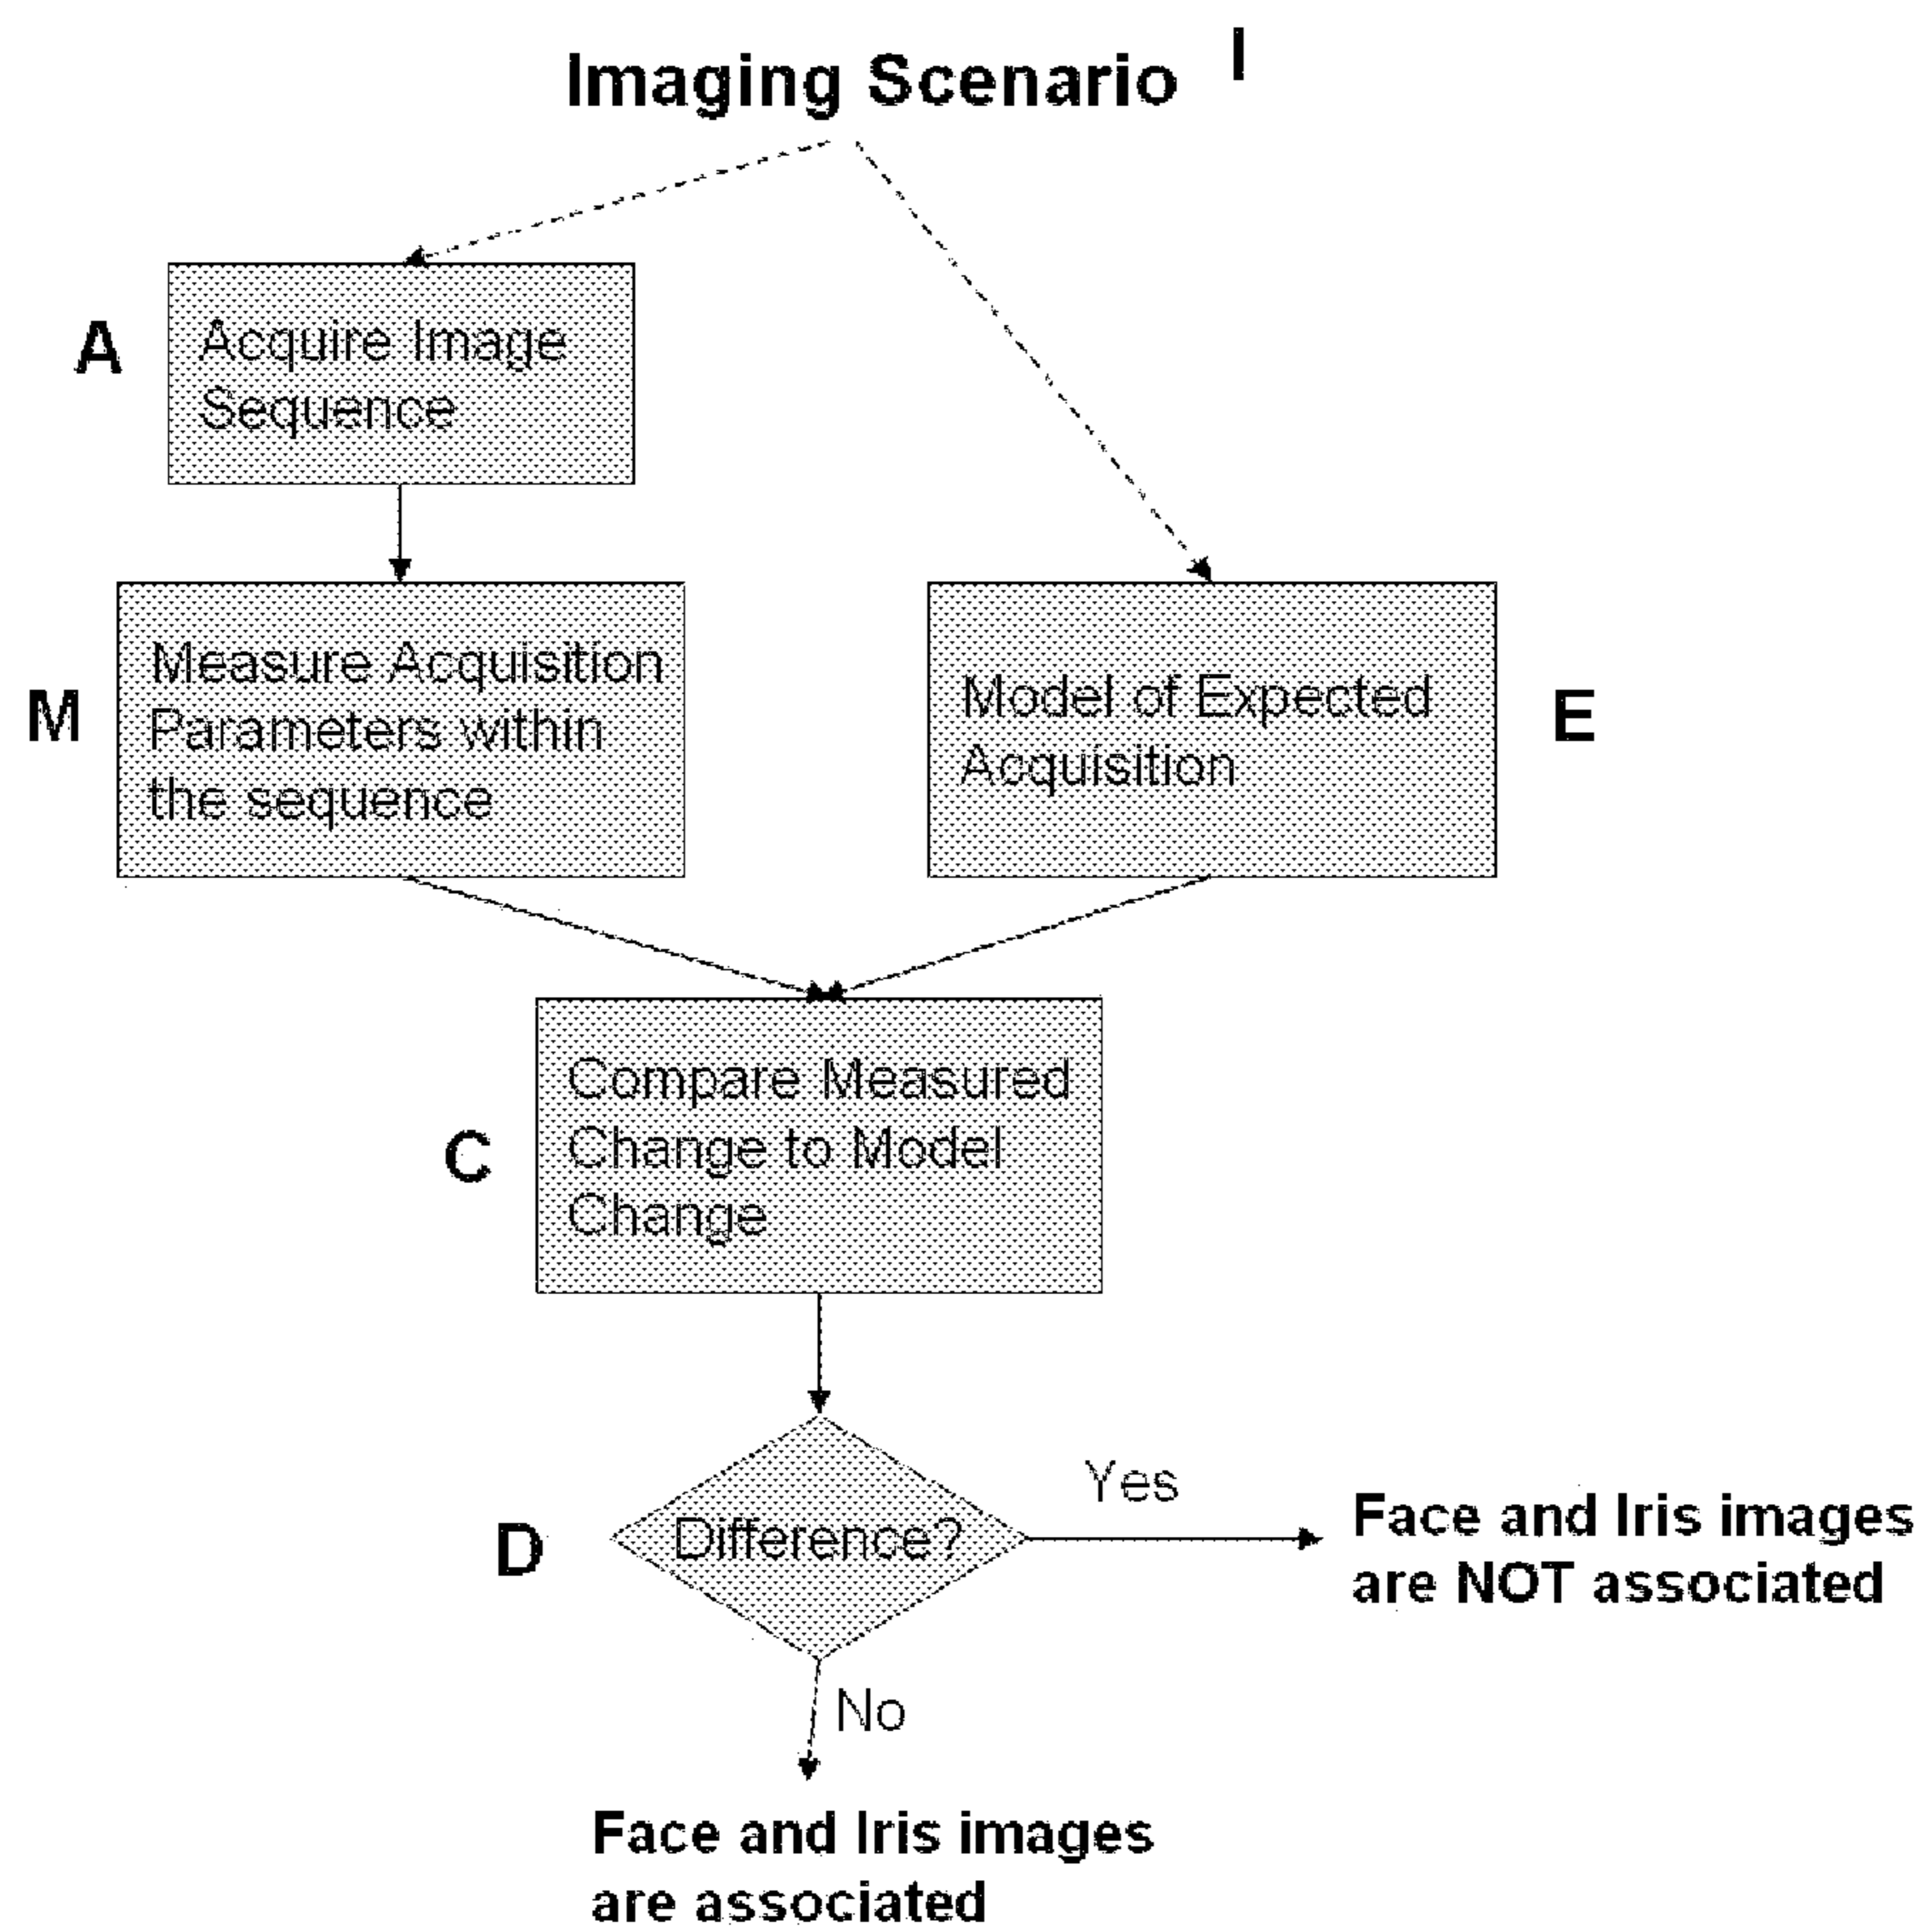 I
Imaging Scenario
A
Acquire Image
Sequence
M
Measure Acquisition
Parameters within
the sequence
Model of Expected
Acquisition
E
C
Compare Measured
Change to Model
Change
D
Difference?
Yes
Face and Iris images
are NOT associated
No
Face and Iris images
are associated